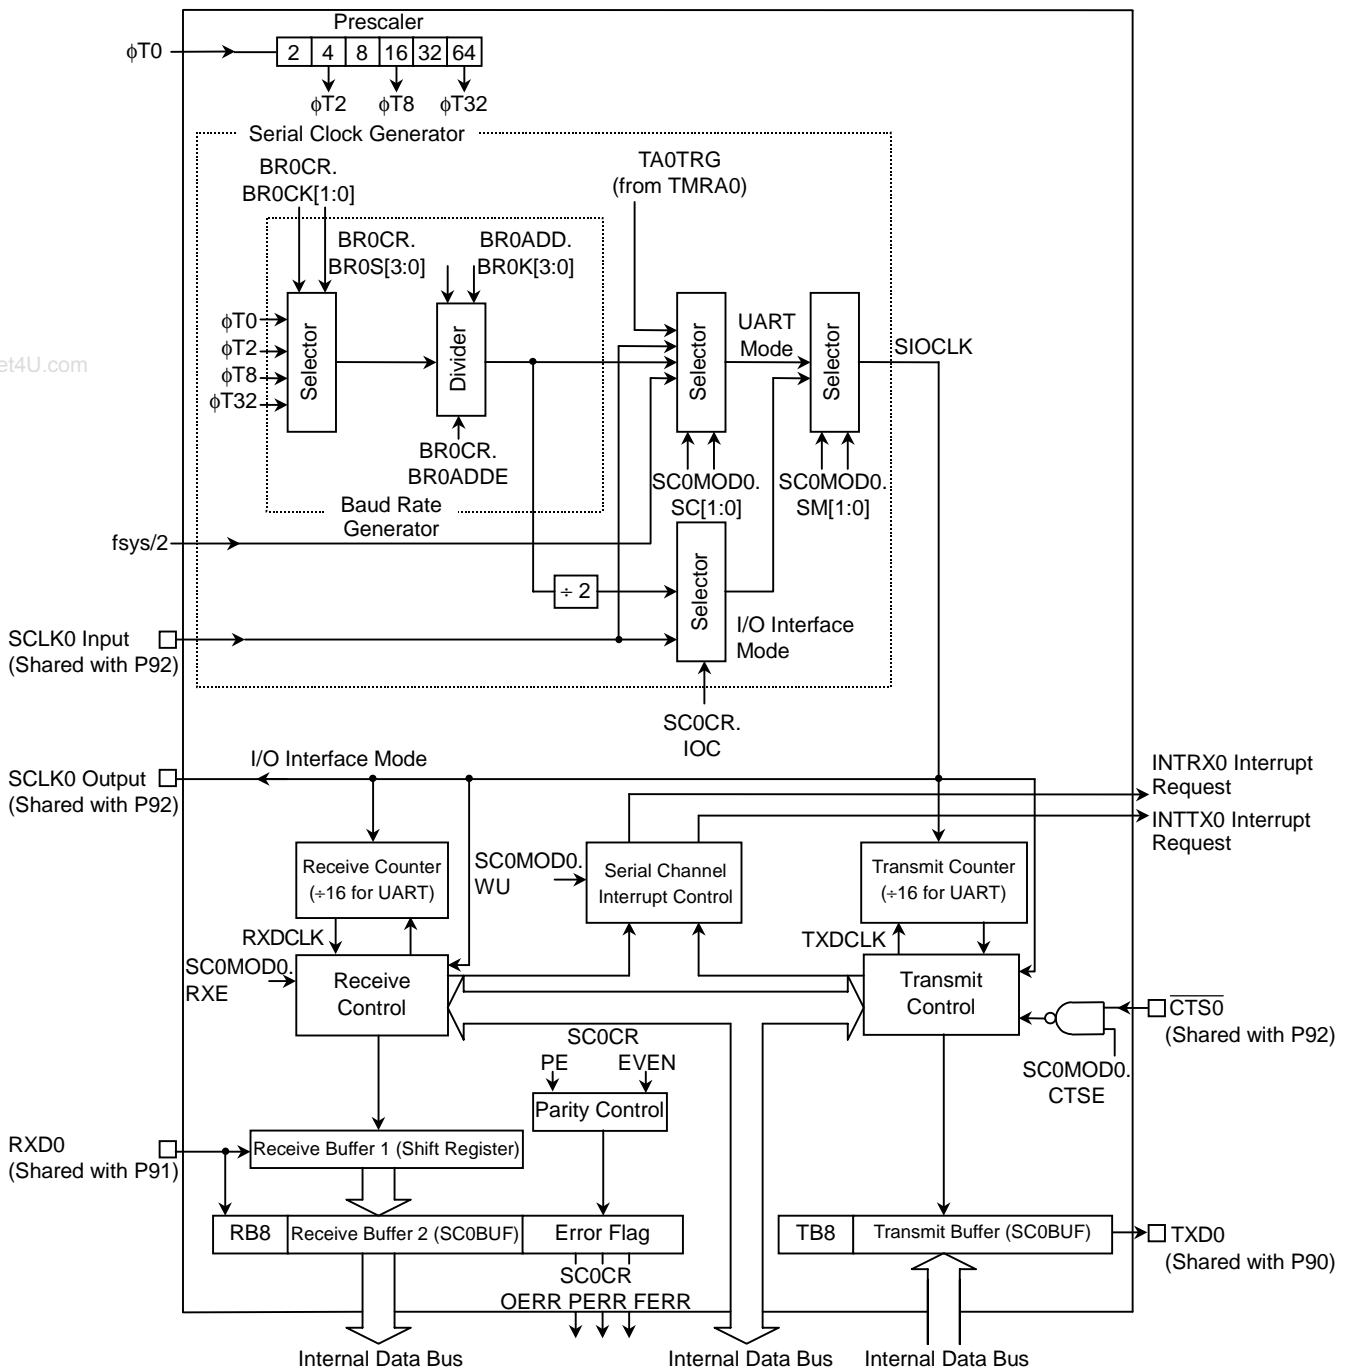 Prescaler
ϕT0
2 4 8 16 32 64
ϕT2 ϕT8 ϕT32
Serial Clock Generator
BR0CR.
BR0CK[1:0]
TA0TRG
(from TMRA0)
BR0CR.
BR0S[3:0]
BR0ADD.
BR0K[3:0]
ϕT0
ϕT2
ϕT8
ϕT32
Selector
Divider
Selector
UART
Mode
Selector
SIOCLK
et4U.com
BR0CR.
BR0ADDE
SC0MOD0.
SC[1:0]
SC0MOD0.
SM[1:0]
Baud Rate
Generator
fsys/2
÷ 2
Selector
I/O Interface
Mode
SCLK0 Input
(Shared with P92)
SC0CR.
IOC
I/O Interface Mode
SCLK0 Output
(Shared with P92)
INTRX0 Interrupt
Request
INTTX0 Interrupt
Request
Receive Counter
(÷16 for UART)
SC0MOD0.
WU
Serial Channel
Interrupt Control
Transmit Counter
(÷16 for UART)
RXDCLK
TXDCLK
SC0MOD0.
RXE
Receive
Control
Transmit
Control
CTS0
(Shared with P92)
SC0MOD0.
CTSE
SC0CR
PE EVEN
Parity Control
RXD0
(Shared with P91)
Receive Buffer 1 (Shift Register)
RB8 Receive Buffer 2 (SC0BUF) Error Flag
TB8 Transmit Buffer (SC0BUF)
TXD0
(Shared with P90)
SC0CR
OERR PERR FERR
Internal Data Bus Internal Data Bus Internal Data Bus